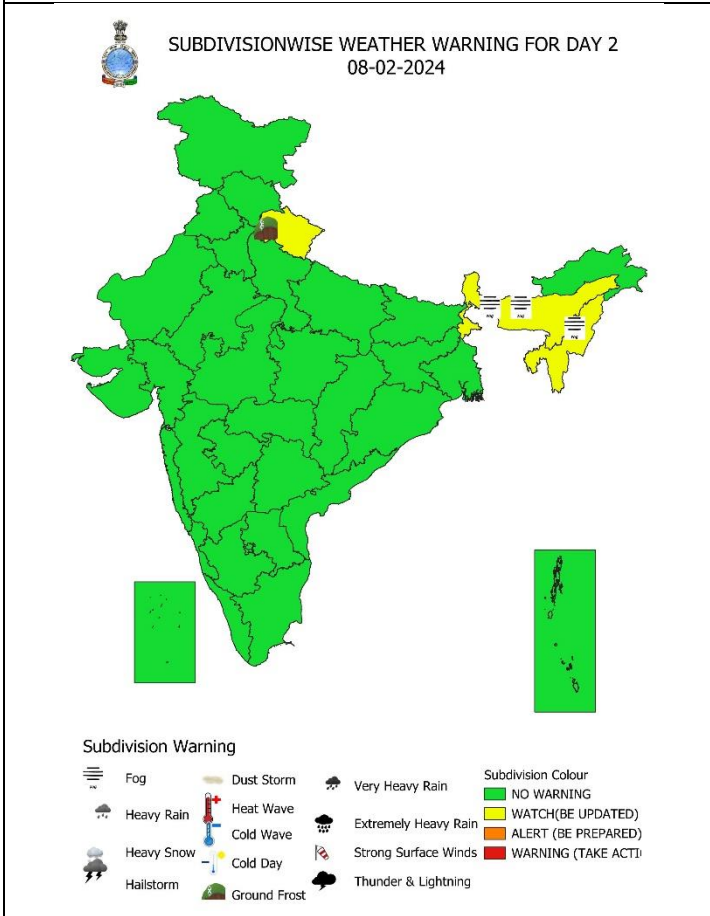 SUBDIVISIONWISE WEATHER WARNING FOR DAY 2
08-02-2024
Subdivision Warning
Fog
Heavy Rain
Heavy Snow
Hailstorm
Dust Storm
Heat Wave
Cold Wave
Cold Day
Ground Frost
Very Heavy Rain
Extremely Heavy Rain
Strong Surface Winds
Thunder & Lightning
Subdivision Colour
NO WARNING
WATCH(BE UPDATED)
ALERT (BE PREPARED)
WARNING (TAKE ACTI